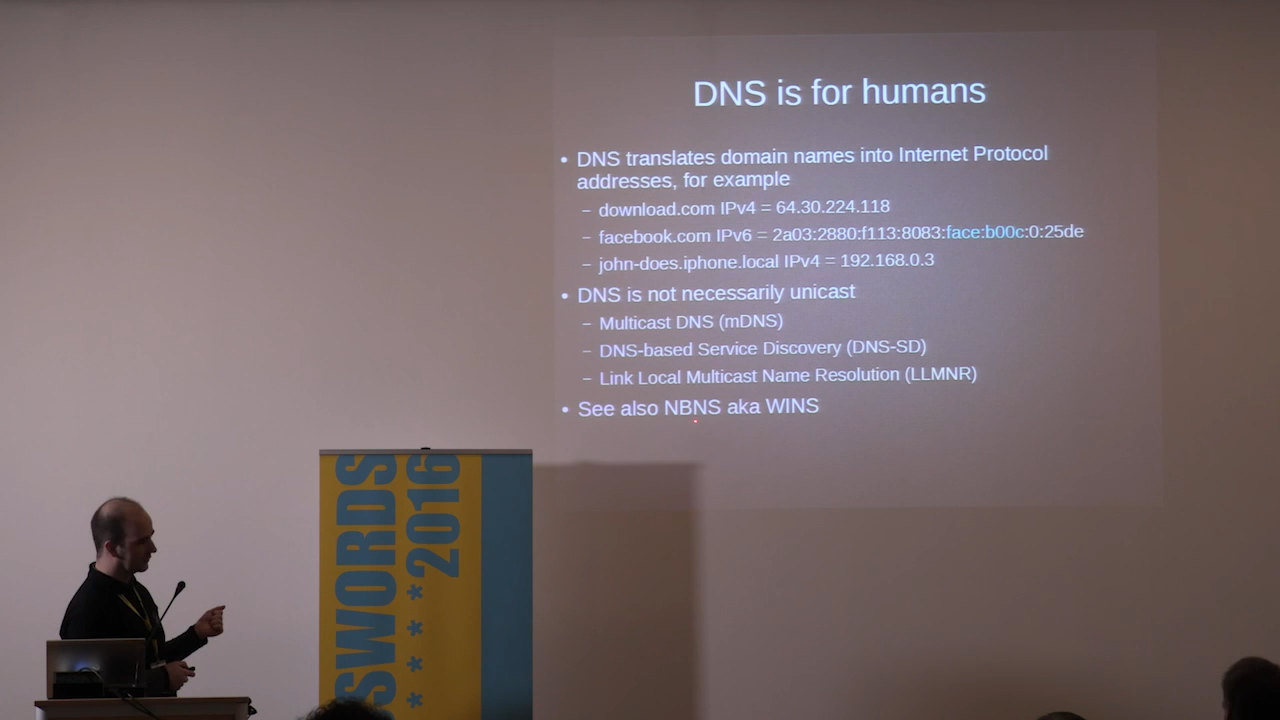 DNS is for humans
• DNS translates domain names into Internet Protocol
addresses, for example
– download.com IPv4 = 64.30.224.118
– facebook.com IPv6 = 2a03:2880:f113:8083:face:b00c:0:25de
– john-does.iphone.local IPv4 = 192.168.0.3
• DNS is not necessarily unicast
– Multicast DNS (mDNS)
– DNS-based Service Discovery (DNS-SD)
– Link Local Multicast Name Resolution (LLMNR)
• See also NBNS aka WINS
SWORDS
* * * * 2016